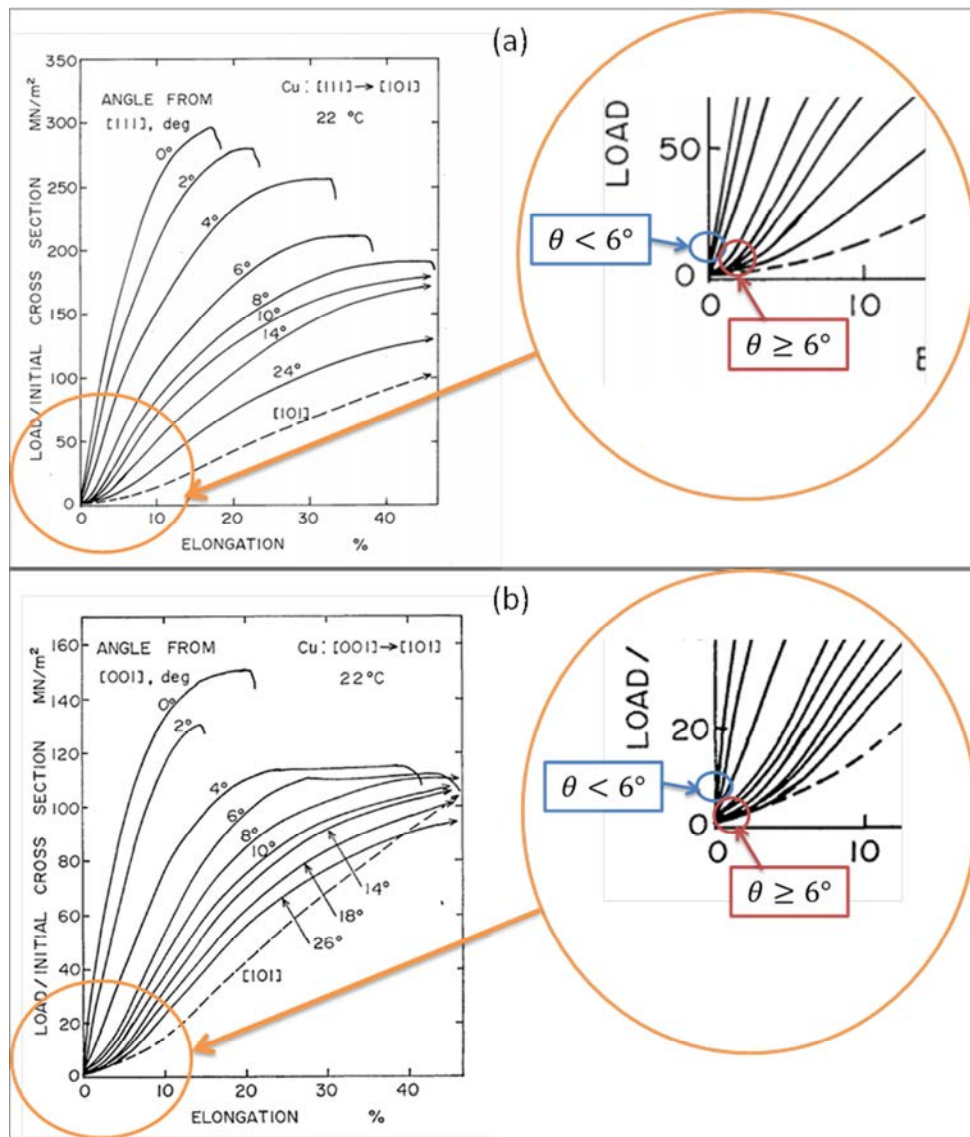 (a)
350
MN/m²
300
250
200
150
100
50
0
LOAD/INITIAL CROSS SECTION
ANGLE FROM
[111], deg
Cu: [111]→[101]
22 °C
0°
2°
4°
6°
8°
10°
14°
24°
[101]
0 10 20 30 40
ELONGATION %
LOAD
50
0
0 10
θ < 6°
θ ≥ 6°
(b)
160
MN/m²
140
120
100
80
60
40
20
0
LOAD/INITIAL CROSS SECTION
ANGLE FROM
[001], deg
Cu: [001]→[101]
22°C
0°
2°
4°
6°
8°
10°
14°
18°
26°
[101]
0 10 20 30 40
ELONGATION %
LOAD/
20
0
0 10
θ < 6°
θ ≥ 6°